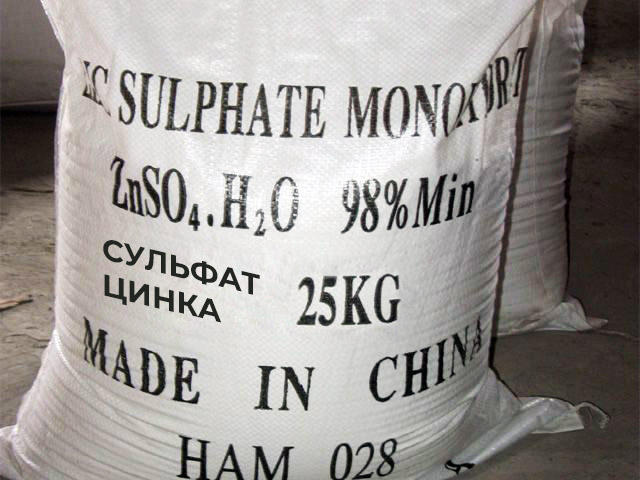 SULPHATE
ZnSO₄.H₂O 98%Min
СУЛЬФАТ
ЦИНКА
25KG
MADE IN CHINA
HAM 028